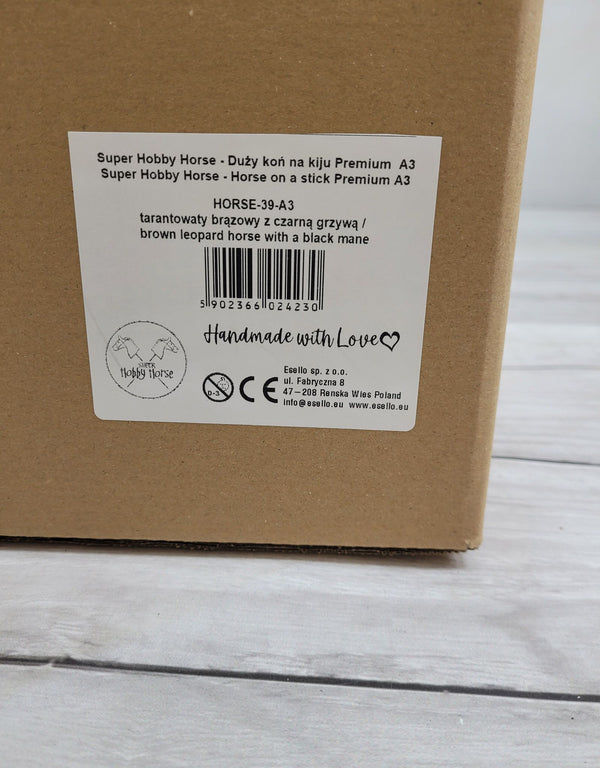 Super Hobby Horse - Duży koń na kiju Premium A3
Super Hobby Horse - Horse on a stick Premium A3
HORSE-39-A3
tarantowaty brązowy z czarną grzywą /
brown leopard horse with a black mane
5 902366 024230
Handmade with Love
SUPER
Hobby Horse
0-3
CE
Esello sp. z o.o.
ul. Fabryczna 8
47-208 Renska Wies Poland
info@esello.eu www.esello.eu